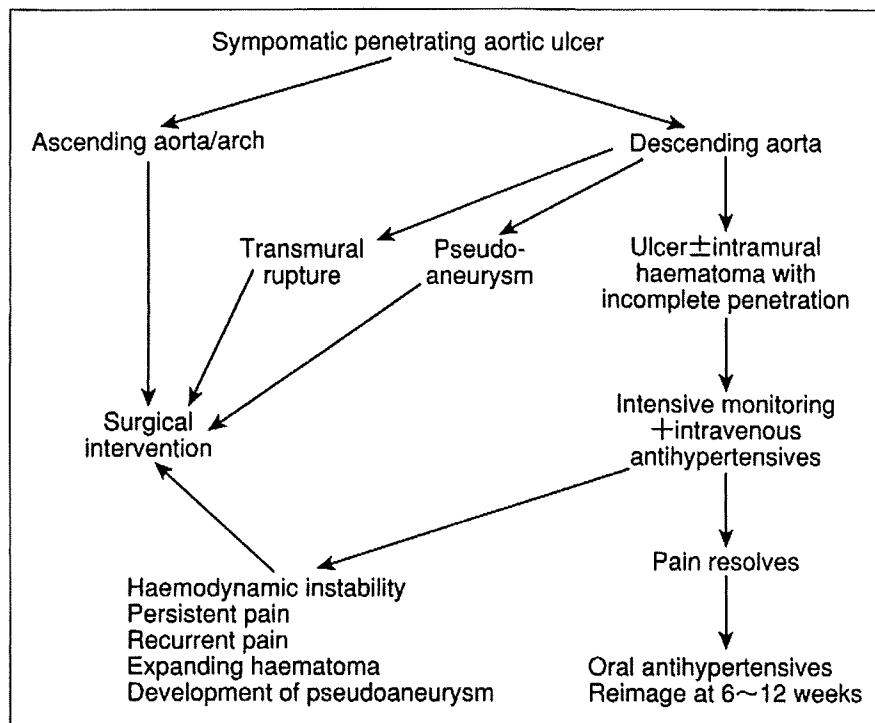 Sympomatic penetrating aortic ulcer
Ascending aorta/arch
Descending aorta
Transmural
rupture
Pseudo-
aneurysm
Ulcer±intramural
haematoma with
incomplete penetration
Surgical
intervention
Intensive monitoring
+intravenous
antihypertensives
Haemodynamic instability
Persistent pain
Recurrent pain
Expanding haematoma
Development of pseudoaneurysm
Pain resolves
Oral antihypertensives
Reimage at 6~12 weeks